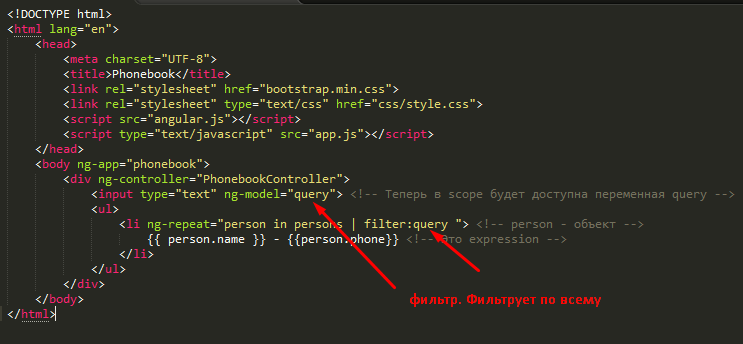 <!DOCTYPE html>
<html lang="en">
<head>
<meta charset="UTF-8">
<title>Phonebook</title>
<link rel="stylesheet" href="bootstrap.min.css">
<link rel="stylesheet" type="text/css" href="css/style.css">
<script src="angular.js"></script>
<script type="text/javascript" src="app.js"></script>
</head>
<body ng-app="phonebook">
<div ng-controller="PhonebookController">
<input type="text" ng-model="query"> <!-- Теперь в scope будет доступна переменная query -->
<ul>
<li ng-repeat="person in persons | filter:query "> <!-- person - объект -->
{{ person.name }} - {{person.phone}} <!-- Это expression -->
</li>
</ul>
</div>
</body>
</html>
фильтр. Фильтрует по всему